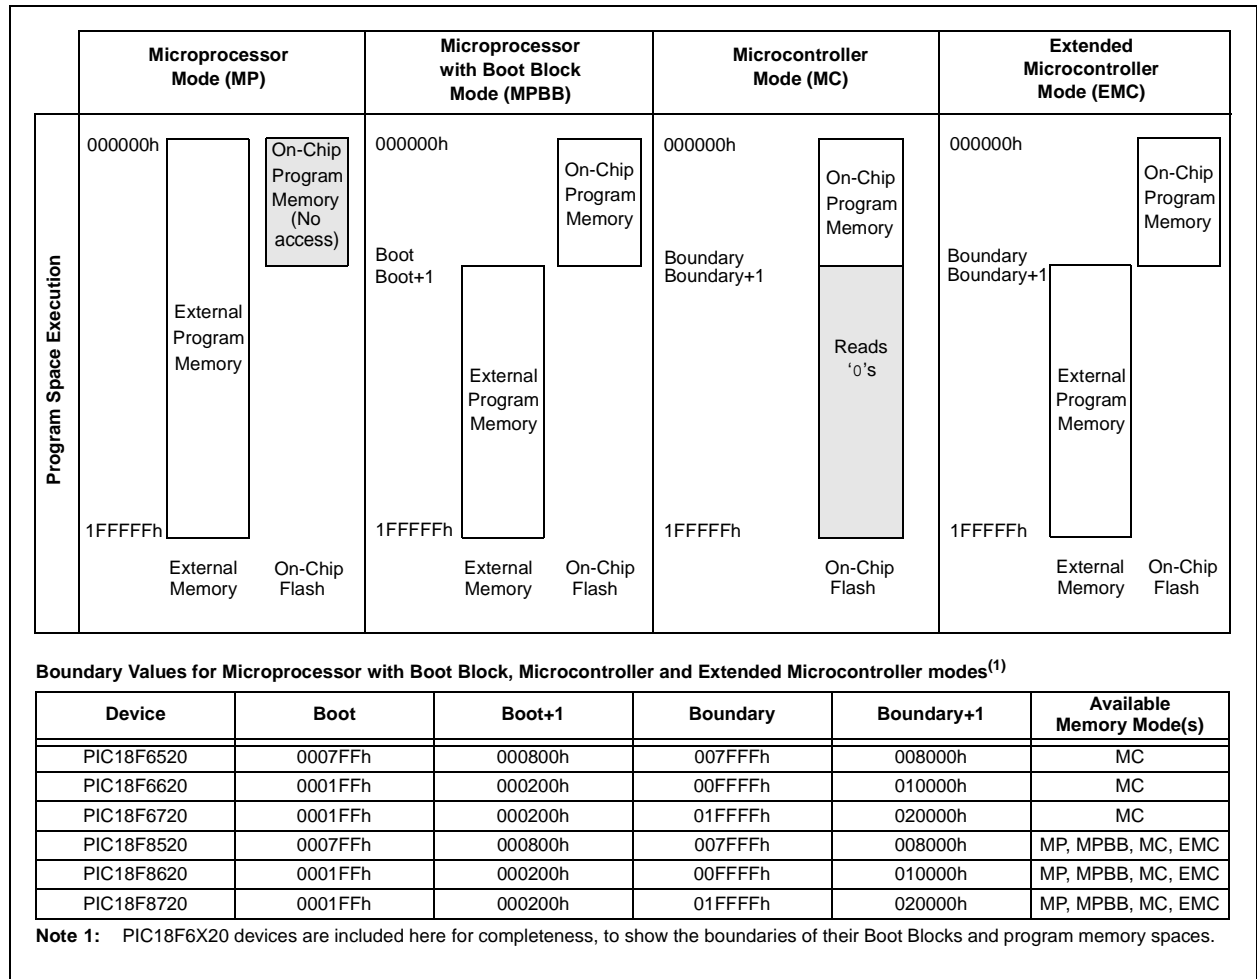 Microprocessor
Mode (MP)
Microprocessor
with Boot Block
Mode (MPBB)
Microcontroller
Mode (MC)
Extended
Microcontroller
Mode (EMC)
Program Space Execution
000000h
On-Chip
Program
Memory
(No
access)
External
Program
Memory
1FFFFFh
External
Memory
On-Chip
Flash
000000h
On-Chip
Program
Memory
Boot
Boot+1
External
Program
Memory
1FFFFFh
External
Memory
On-Chip
Flash
000000h
On-Chip
Program
Memory
Boundary
Boundary+1
Reads
‘0’s
1FFFFFh
On-Chip
Flash
000000h
On-Chip
Program
Memory
Boundary
Boundary+1
External
Program
Memory
1FFFFFh
External
Memory
On-Chip
Flash
Boundary Values for Microprocessor with Boot Block, Microcontroller and Extended Microcontroller modes(1)
Device Boot Boot+1 Boundary Boundary+1 Available
Memory Mode(s)
PIC18F6520 0007FFh 000800h 007FFFh 008000h MC
PIC18F6620 0001FFh 000200h 00FFFFh 010000h MC
PIC18F6720 0001FFh 000200h 01FFFFh 020000h MC
PIC18F8520 0007FFh 000800h 007FFFh 008000h MP, MPBB, MC, EMC
PIC18F8620 0001FFh 000200h 00FFFFh 010000h MP, MPBB, MC, EMC
PIC18F8720 0001FFh 000200h 01FFFFh 020000h MP, MPBB, MC, EMC
Note 1: PIC18F6X20 devices are included here for completeness, to show the boundaries of their Boot Blocks and program memory spaces.